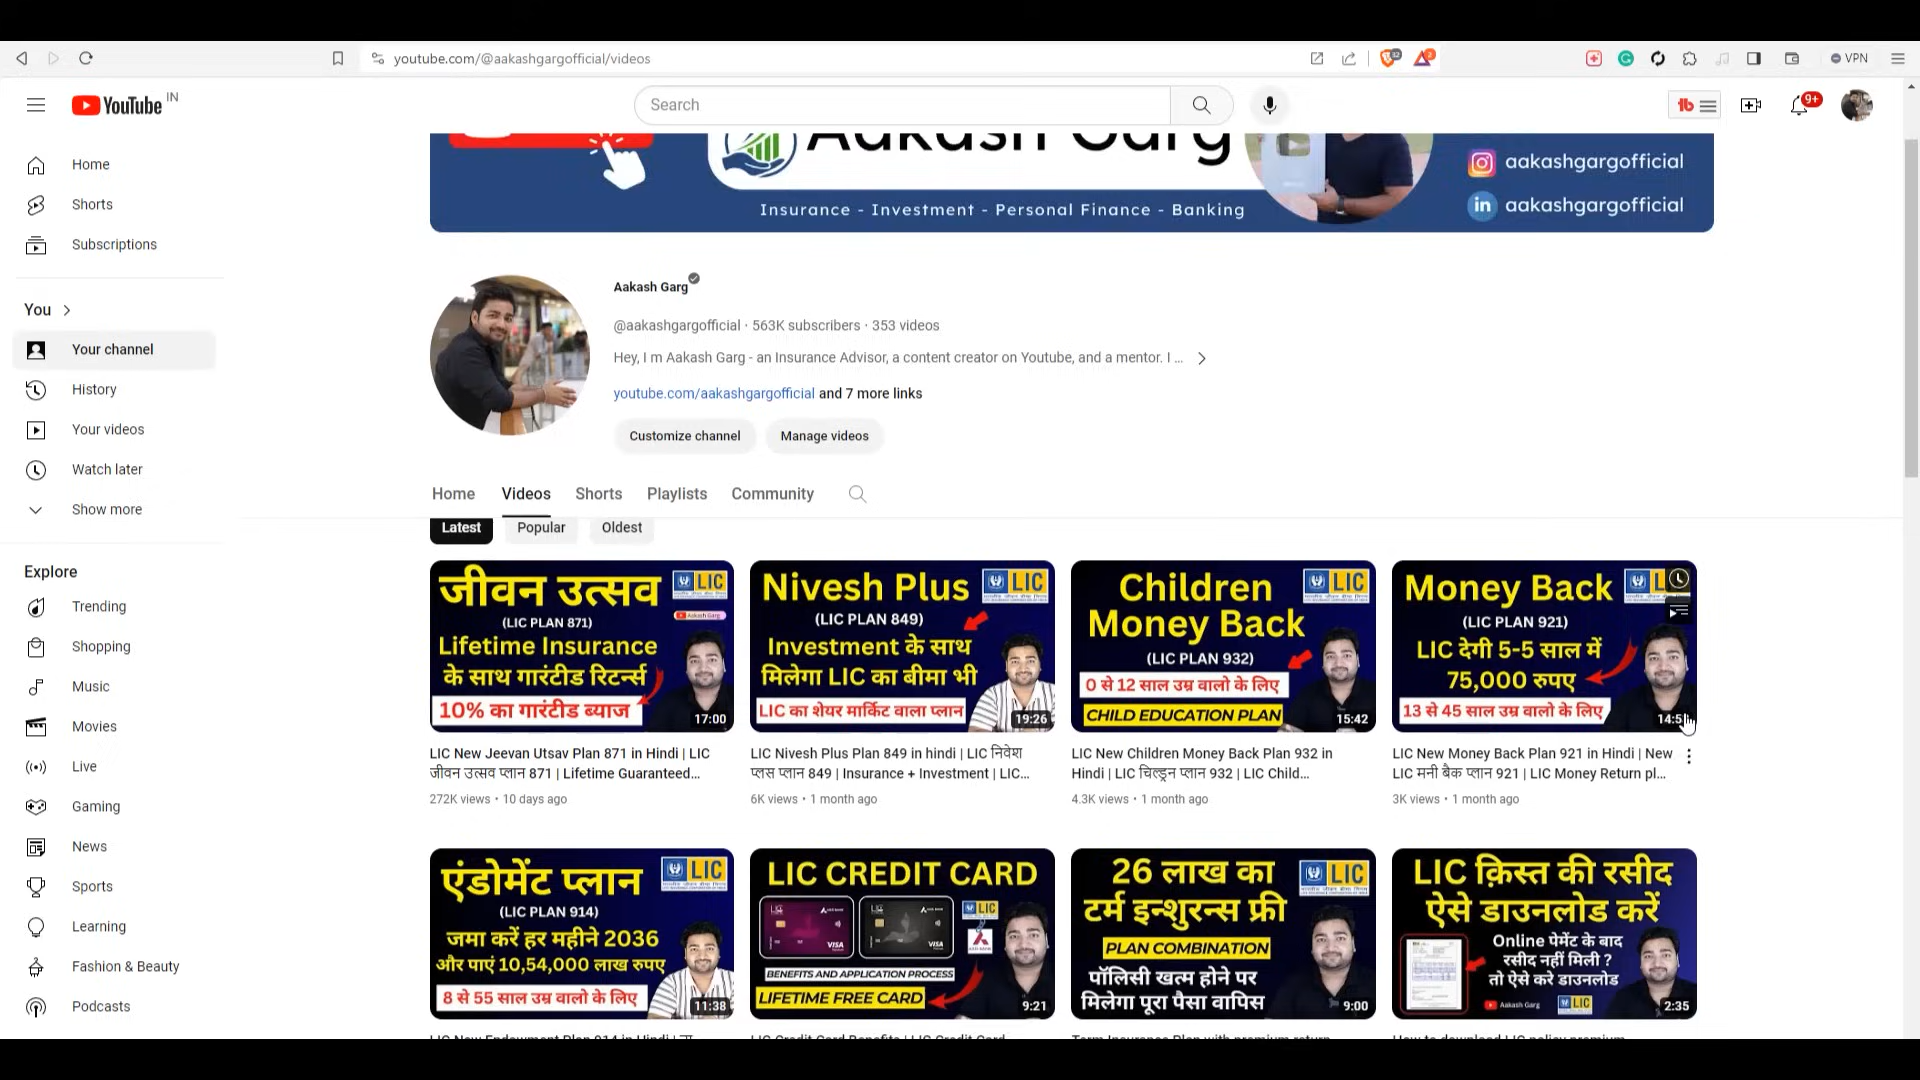 youtube.com/@aakashgargofficial/videos
VPN
YouTube IN
Search
9+
Home
Shorts
Subscriptions
You
Your channel
History
Your videos
Watch later
Show more
Explore
Trending
Shopping
Music
Movies
Live
Gaming
News
Sports
Learning
Fashion & Beauty
Podcasts
Aakash Garg
Insurance - Investment - Personal Finance - Banking
aakashgargofficial
in aakashgargofficial
Aakash Garg
@aakashgargofficial · 563K subscribers · 353 videos
Hey, I m Aakash Garg - an Insurance Advisor, a content creator on Youtube, and a mentor. I ...
youtube.com/aakashgargofficial and 7 more links
Customize channel Manage videos
Home Videos Shorts Playlists Community
Latest Popular Oldest
जीवन उत्सव
LIC
(LIC PLAN 871)
Aakash Garg
Lifetime Insurance
के साथ गारंटीड रिटर्न्स
10% का गारंटीड ब्याज
17:00
LIC New Jeevan Utsav Plan 871 in Hindi | LIC
जीवन उत्सव प्लान 871 | Lifetime Guaranteed...
272K views • 10 days ago
Nivesh Plus
LIC
(LIC PLAN 849)
Investment के साथ
मिलेगा LIC का बीमा भी
LIC का शेयर मार्किट वाला प्लान
19:26
LIC Nivesh Plus Plan 849 in hindi | LIC निवेश
प्लस प्लान 849 | Insurance + Investment | LIC...
6K views • 1 month ago
Children
LIC
Money Back
(LIC PLAN 932)
0 से 12 साल उम्र वालो के लिए
CHILD EDUCATION PLAN
15:42
LIC New Children Money Back Plan 932 in
Hindi | LIC चिल्ड्रन प्लान 932 | LIC Child...
4.3K views • 1 month ago
Money Back
(LIC PLAN 921)
LIC देगी 5-5 साल में
75,000 रुपए
13 से 45 साल उम्र वालो के लिए
LIC New Money Back Plan 921 in Hindi | New
LIC मनी बैक प्लान 921 | LIC Money Return pl...
3K views • 1 month ago
एंडोमेंट प्लान
LIC
(LIC PLAN 914)
जमा करें हर महीने 2036
और पाएं 10,54,000 लाख रुपए
8 से 55 साल उम्र वालो के लिए
11:38
LIC CREDIT CARD
VISA
VISA
LIC
BENEFITS AND APPLICATION PROCESS
LIFETIME FREE CARD
9:21
26 लाख का
LIC
टर्म इन्शुरन्स फ्री
PLAN COMBINATION
पॉलिसी खत्म होने पर
मिलेगा पूरा पैसा वापिस
9:00
LIC क़िस्त की रसीद
ऐसे डाउनलोड करें
Online पेमेंट के बाद
रसीद नहीं मिली ?
तो ऐसे करे डाउनलोड
Aakash Garg
LIC
2:35